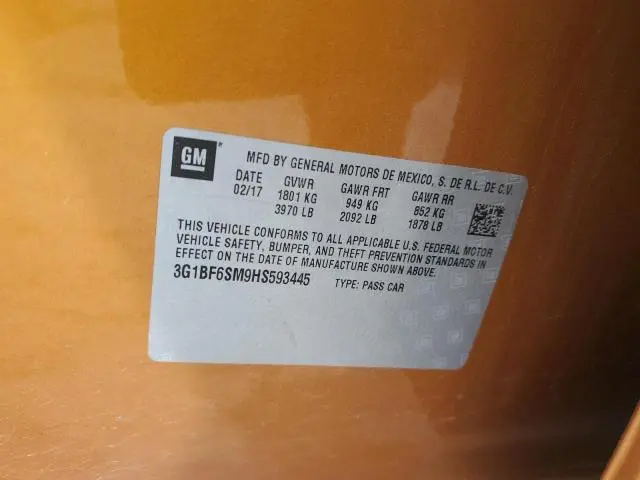 GM
MFD BY GENERAL MOTORS DE MEXICO, S. DE R.L. DE C.V.
DATE GVWR GAWR FRT GAWR RR
02/17 1801 KG 949 KG 852 KG
3970 LB 2092 LB 1878 LB
THIS VEHICLE CONFORMS TO ALL APPLICABLE U.S. FEDERAL MOTOR
VEHICLE SAFETY, BUMPER, AND THEFT PREVENTION STANDARDS IN
EFFECT ON THE DATE OF MANUFACTURE SHOWN ABOVE.
3G1BF6SM9HS593445 TYPE: PASS CAR